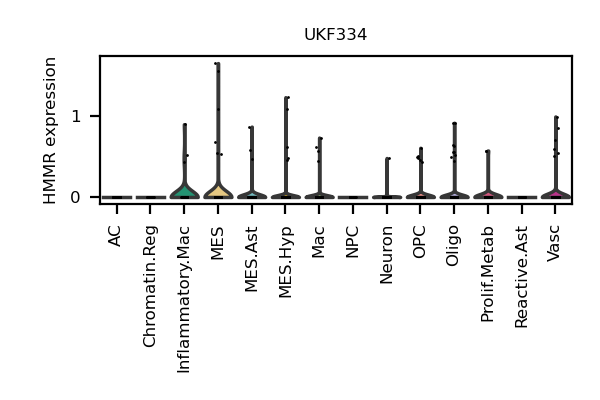 UKF334
HMMR expression
1
0
AC
Chromatin.Reg
Inflammatory.Mac
MES
MES.Ast
MES.Hyp
Mac
NPC
Neuron
OPC
Oligo
Prolif.Metab
Reactive.Ast
Vasc